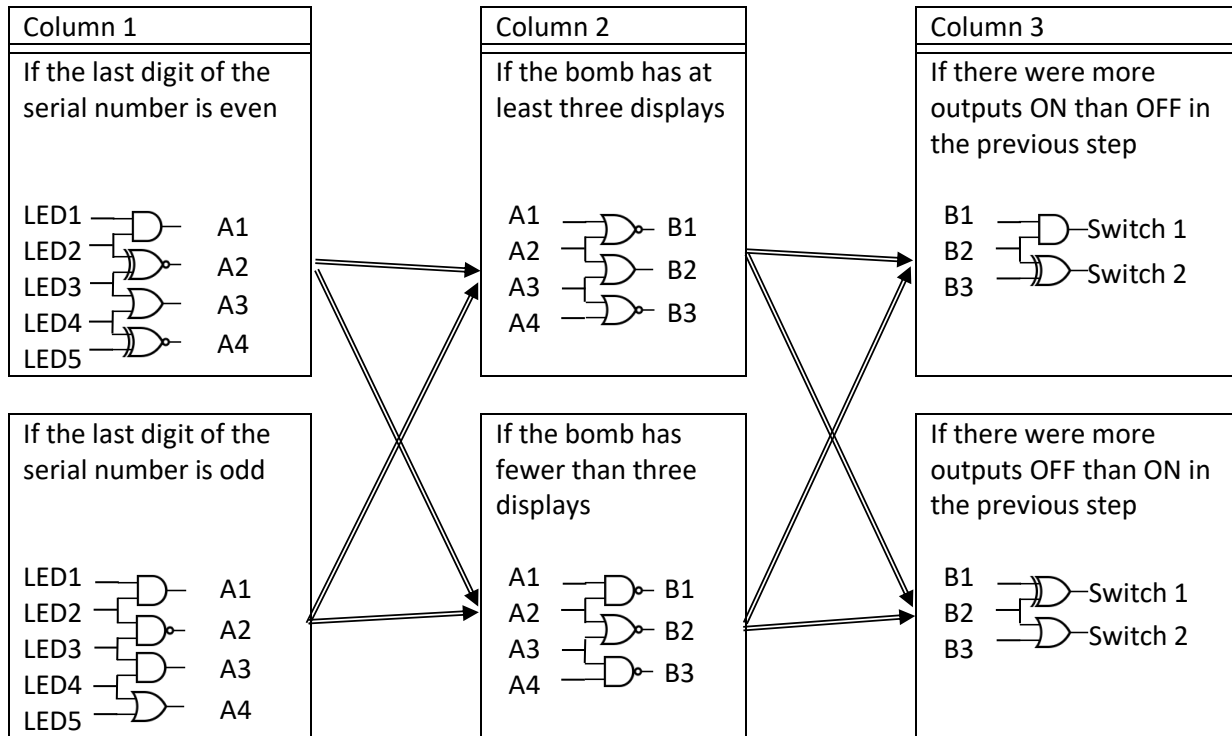 Column 1
If the last digit of the
serial number is even
LED1
A1
LED2
A2
LED3
A3
LED4
A4
LED5
Column 2
If the bomb has at
least three displays
A1
B1
A2
B2
A3
B3
A4
Column 3
If there were more
outputs ON than OFF in
the previous step
B1
Switch 1
B2
Switch 2
B3
If the last digit of the
serial number is odd
LED1
A1
LED2
A2
LED3
A3
LED4
A4
LED5
If the bomb has
fewer than three
displays
A1
B1
A2
B2
A3
B3
A4
If there were more
outputs OFF than ON in
the previous step
B1
Switch 1
B2
Switch 2
B3